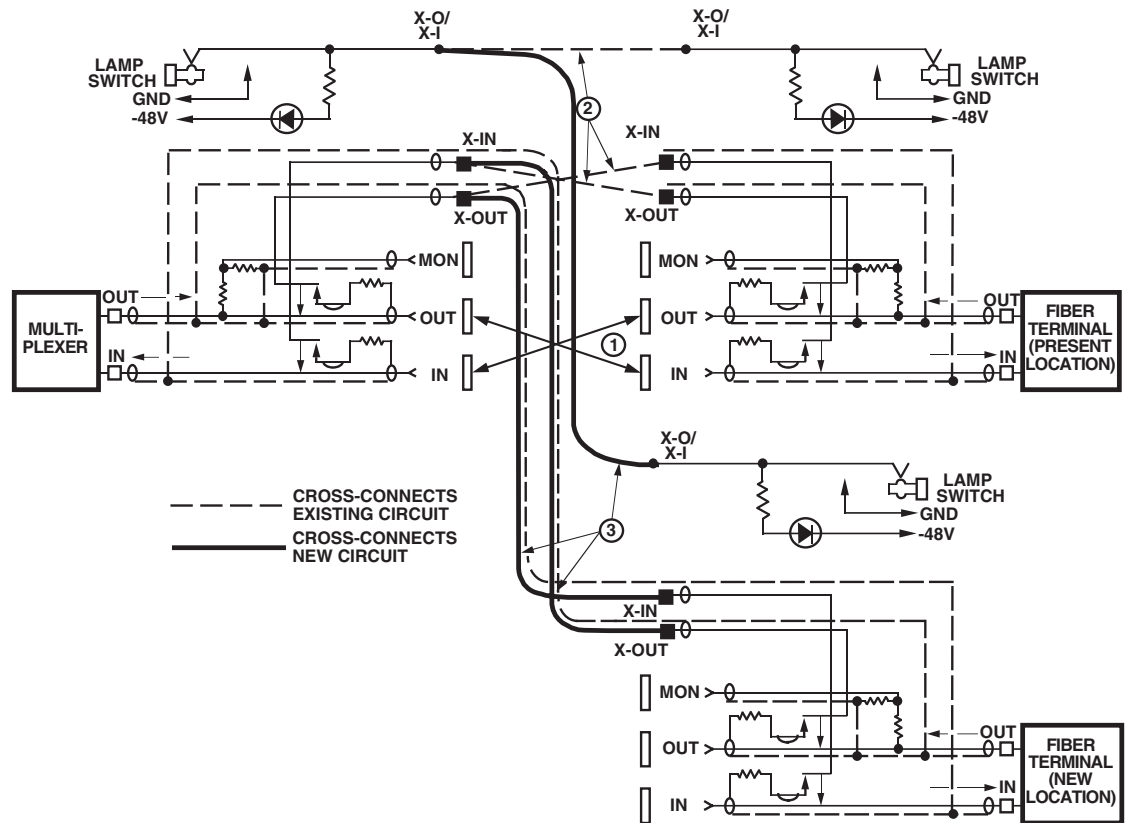 X-O/
X-I
X-O/
X-I
LAMP
SWITCH
GND
-48V
LAMP
SWITCH
GND
-48V
2
X-IN
X-IN
X-OUT
X-OUT
MON
MON
OUT
OUT
OUT
OUT
MULTI-
PLEXER
FIBER
TERMINAL
(PRESENT
LOCATION)
1
IN
IN
IN
IN
X-O/
X-I
LAMP
SWITCH
GND
-48V
CROSS-CONNECTS
EXISTING CIRCUIT
CROSS-CONNECTS
NEW CIRCUIT
3
X-IN
X-OUT
MON
OUT
OUT
FIBER
TERMINAL
(NEW
LOCATION)
IN
IN